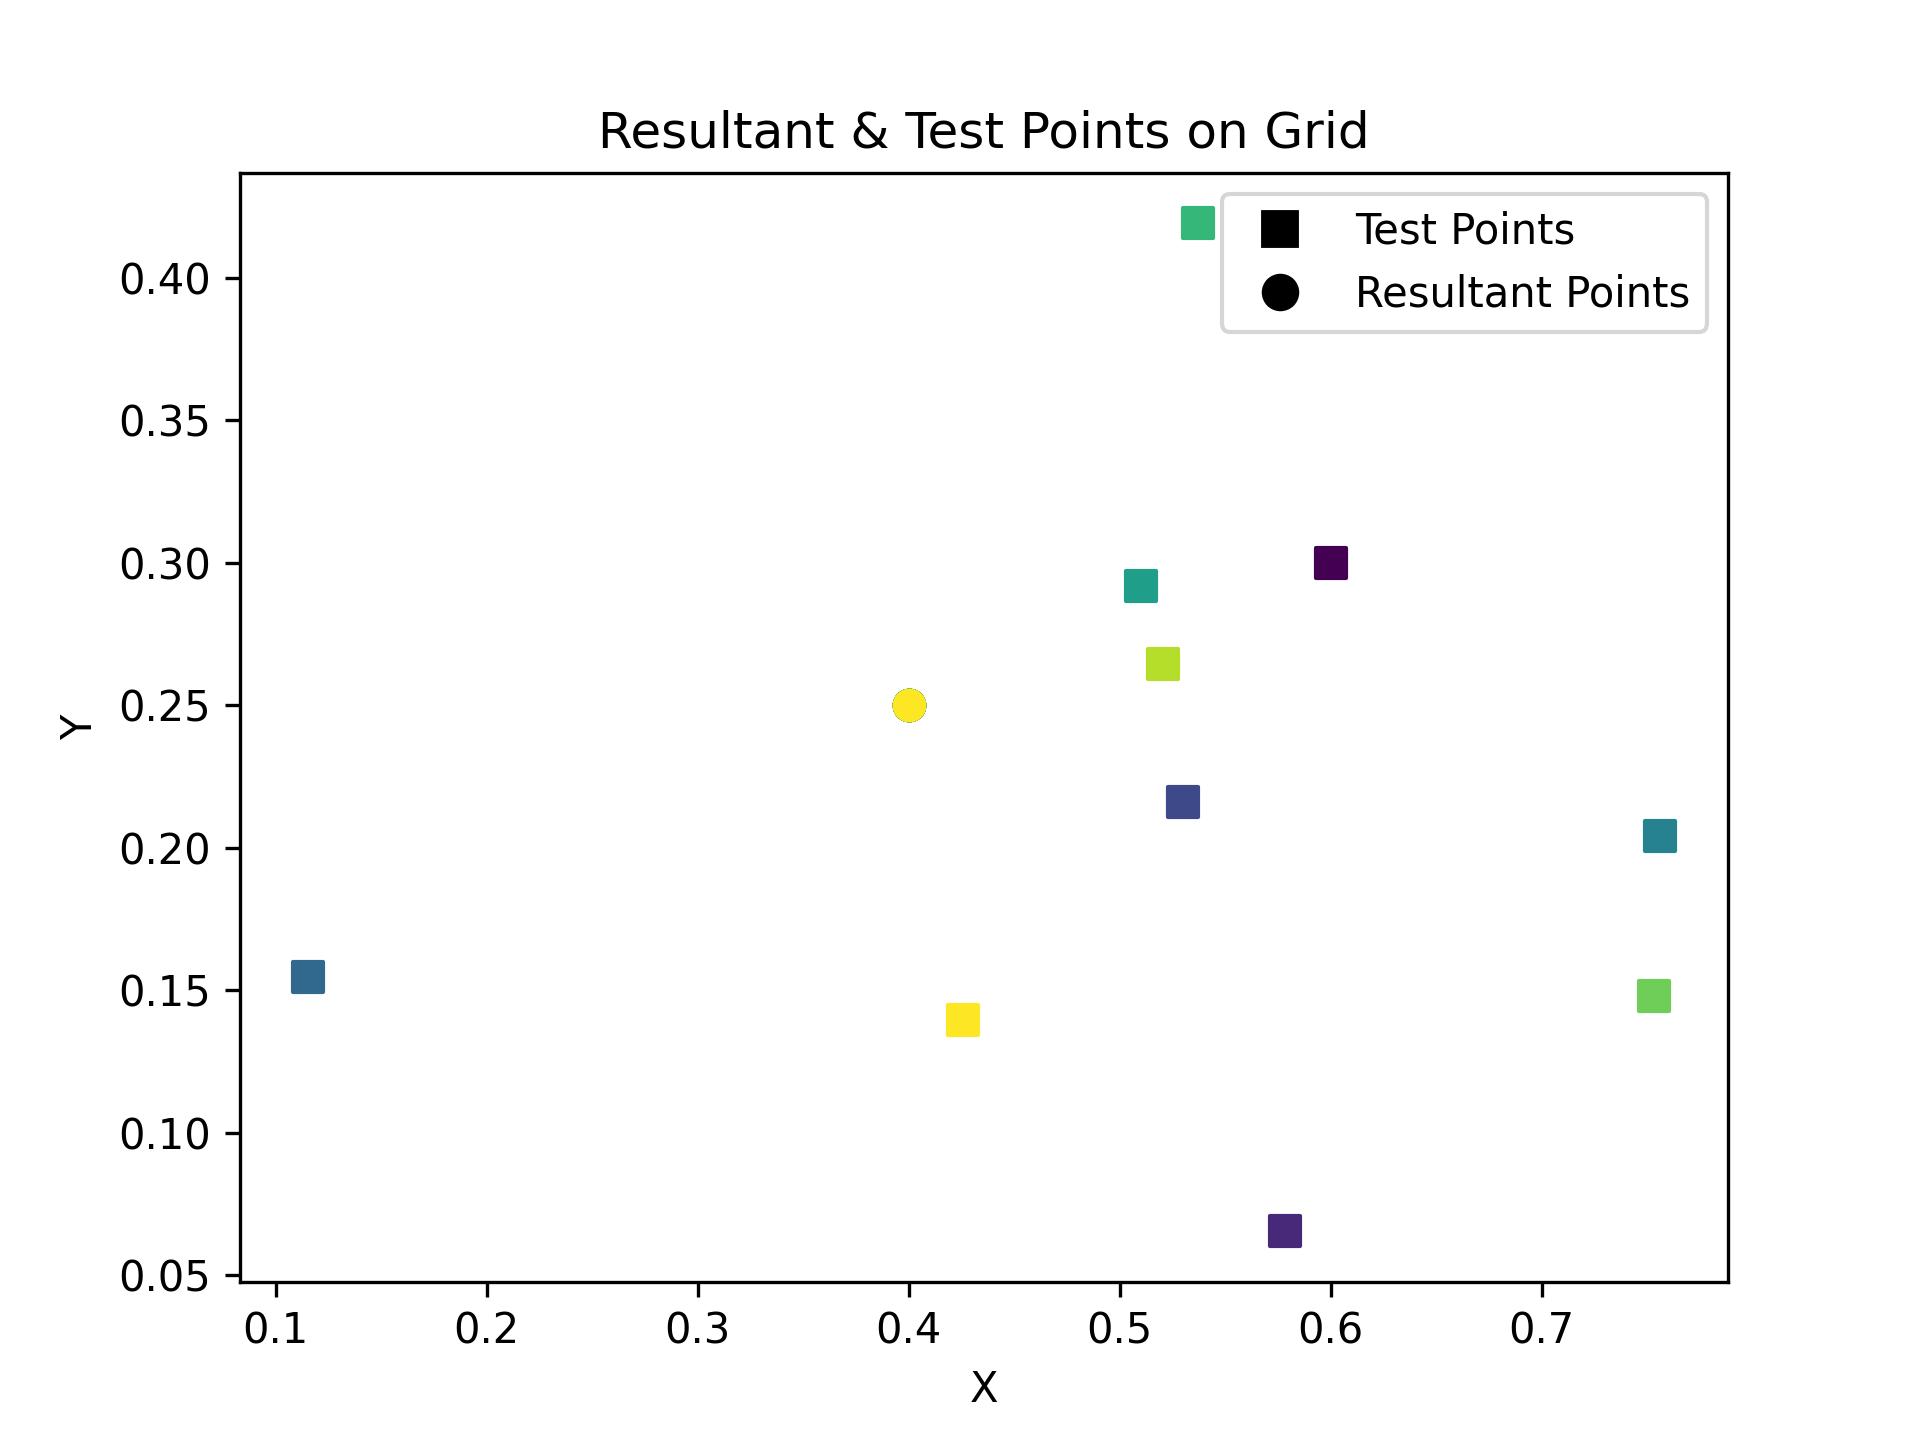 Resultant & Test Points on Grid
Test Points
Resultant Points
0.40
0.35
0.30
0.25
0.20
0.15
0.10
0.05
Y
0.1 0.2 0.3 0.4 0.5 0.6 0.7
X